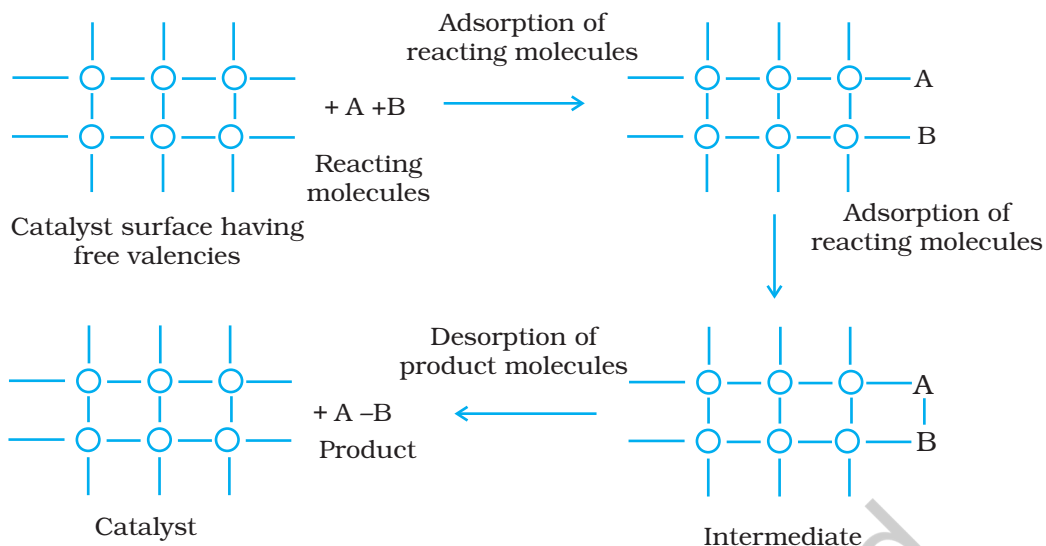 Adsorption of
reacting molecules
+ A +B
A
B
Reacting
molecules
Catalyst surface having
free valencies
Adsorption of
reacting molecules
Desorption of
product molecules
+ A –B
Product
A
B
Catalyst
Intermediate